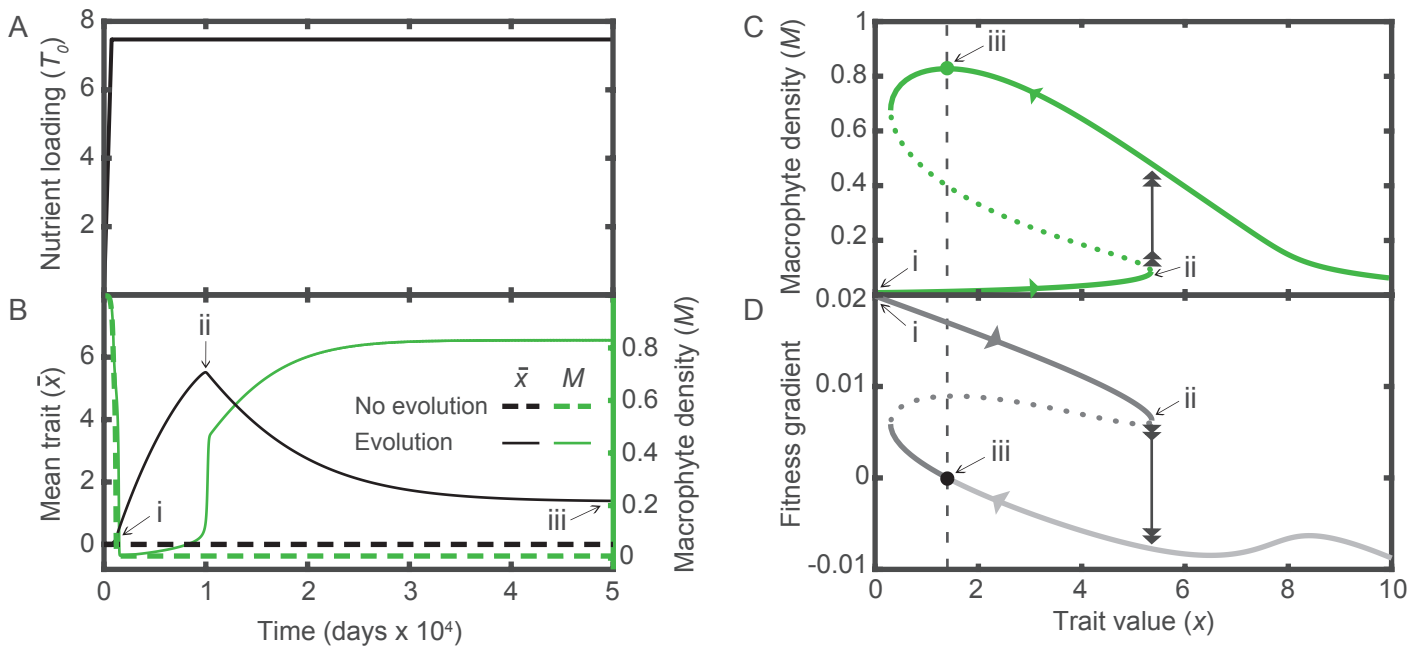 A
Nutrient loading (T₀)
8
6
4
2
B
Mean trait (x̄)
6
4
2
0
ii
i
iii
x̄ M
No evolution
Evolution
Macrophyte density (M)
0.8
0.6
0.4
0.2
0
0 1 2 3 4 5
Time (days x 10⁴)
C
Macrophyte density (M)
1
0.8
0.6
0.4
0.2
iii
i
ii
D
Fitness gradient
0.02
0.01
0
-0.01
i
ii
iii
0 2 4 6 8 10
Trait value (x)